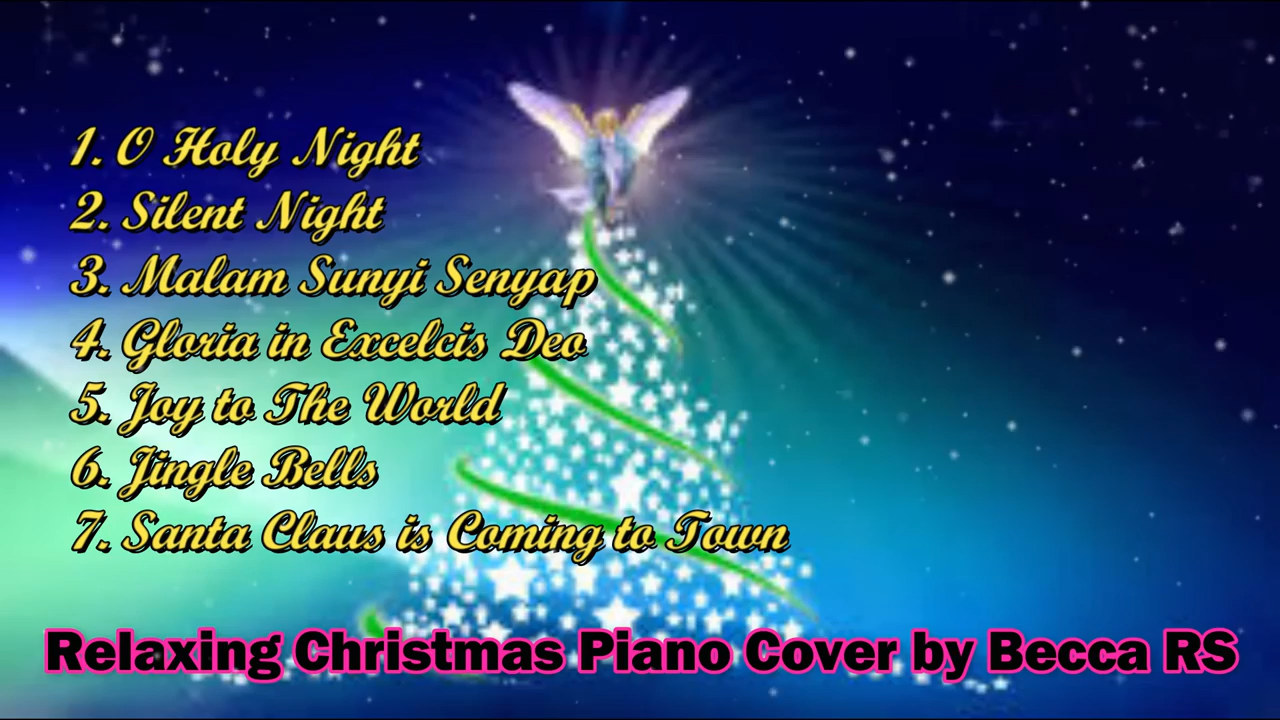 1. O Holy Night
2. Silent Night
3. Malam Sunyi Senyap
4. Gloria in Excelcis Deo
5. Joy to The World
6. Jingle Bells
7. Santa Claus is Coming to Town
Relaxing Christmas Piano Cover by Becca RS